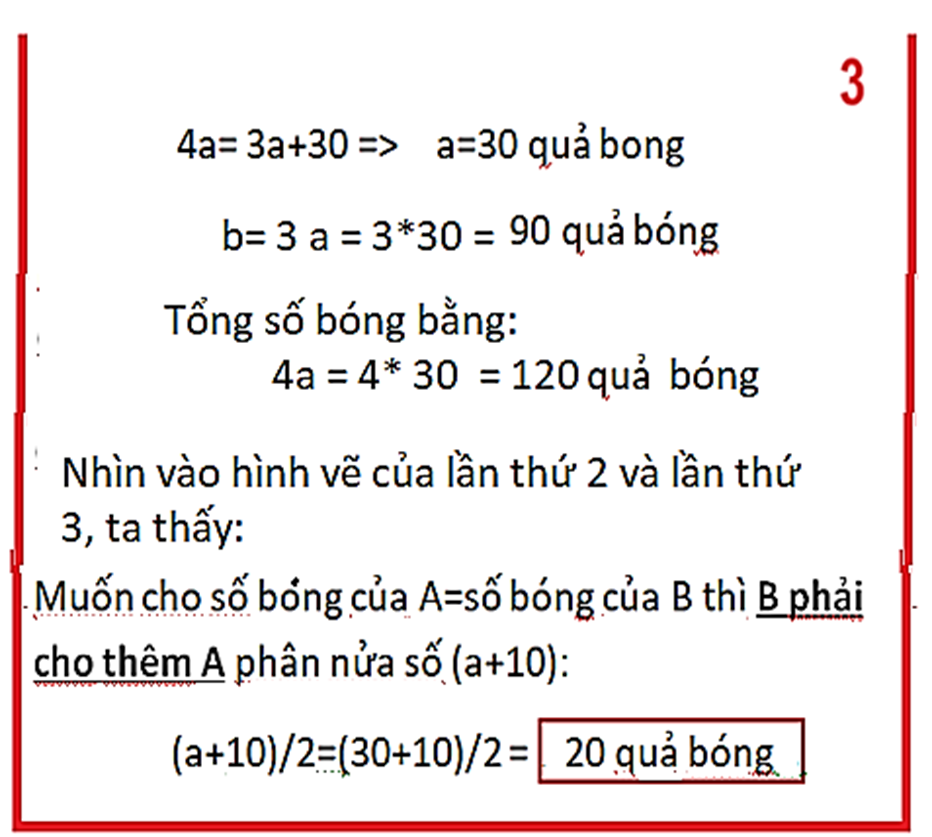 3
4a= 3a+30 => a=30 quả bong
b= 3 a = 3*30 = 90 quả bóng
Tổng số bóng bằng:
4a = 4* 30 = 120 quả bóng
Nhìn vào hình vẽ của lần thứ 2 và lần thứ
3, ta thấy:
Muốn cho số bóng của A=số bóng của B thì B phải
cho thêm A phân nửa số (a+10):
(a+10)/2=(30+10)/2 = 20 quả bóng